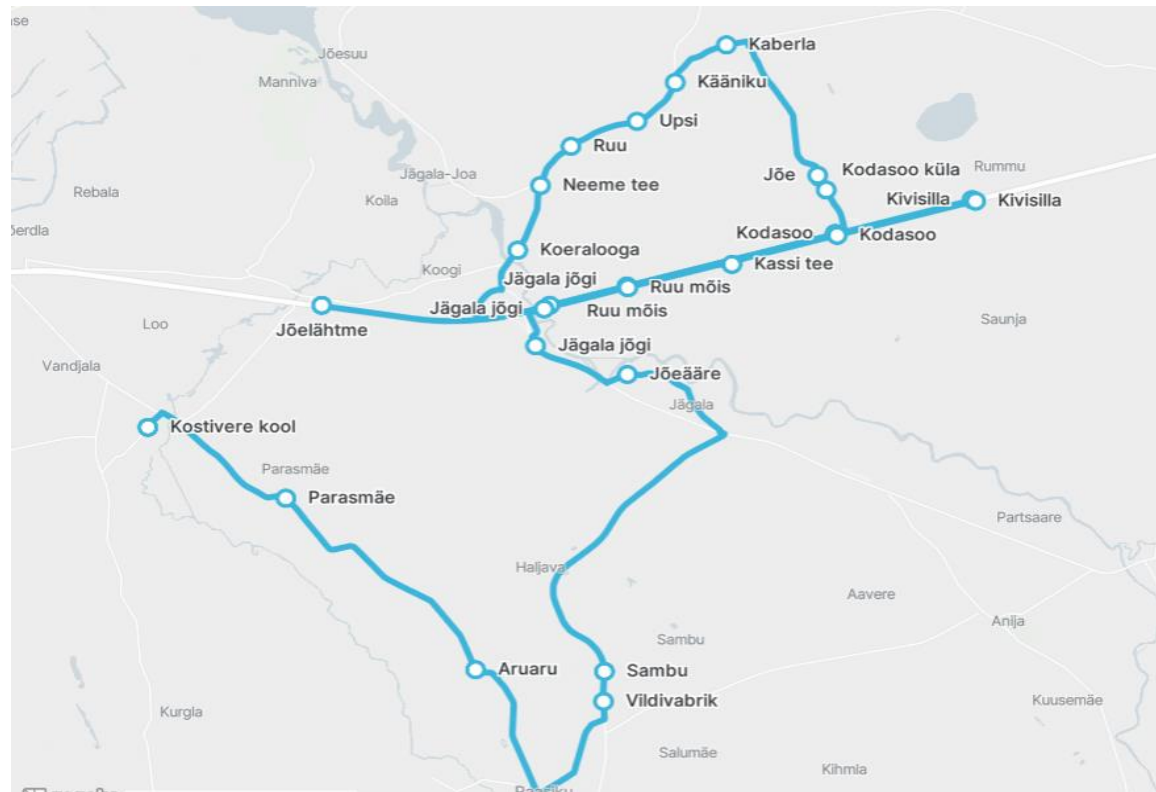 Kaberla
Jõesuu
Manniva
Kääniku
Upsi
Ruu
Jägala-Joa
Kodasoo küla
Rummu
Jõe
Rebala
Koila
Neeme tee
Kivisilla
Kivisilla
Kodasoo
Kodasoo
Koeralooga
Koogi
Kassi tee
Jägala jõgi
Ruu mõis
Jägala jõgi
Ruu mõis
Loo
Jõelähtme
Saunja
Jägala jõgi
Vandjala
Jõeääre
Jägala
Kostivere kool
Parasmäe
Parasmäe
Partsaare
Haljava
Aavere
Anija
Sambu
Aruaru
Sambu
Vildivabrik
Kuusemäe
Kurgla
Salumäe
Kihmla